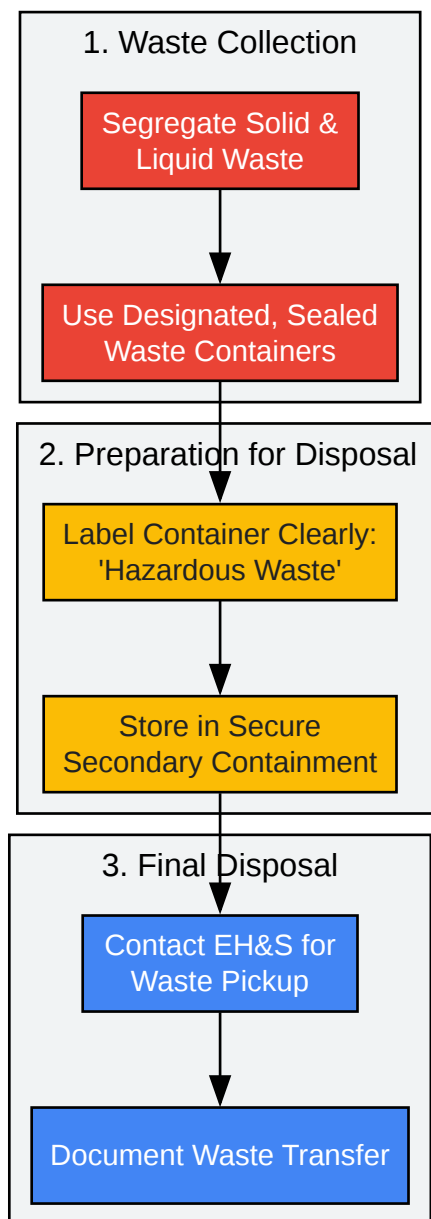 1. Waste Collection
Segregate Solid &
Liquid Waste
Use Designated, Sealed
Waste Containers
2. Preparation for Disposal
Label Container Clearly:
'Hazardous Waste'
Store in Secure
Secondary Containment
3. Final Disposal
Contact EH&S for
Waste Pickup
Document Waste Transfer